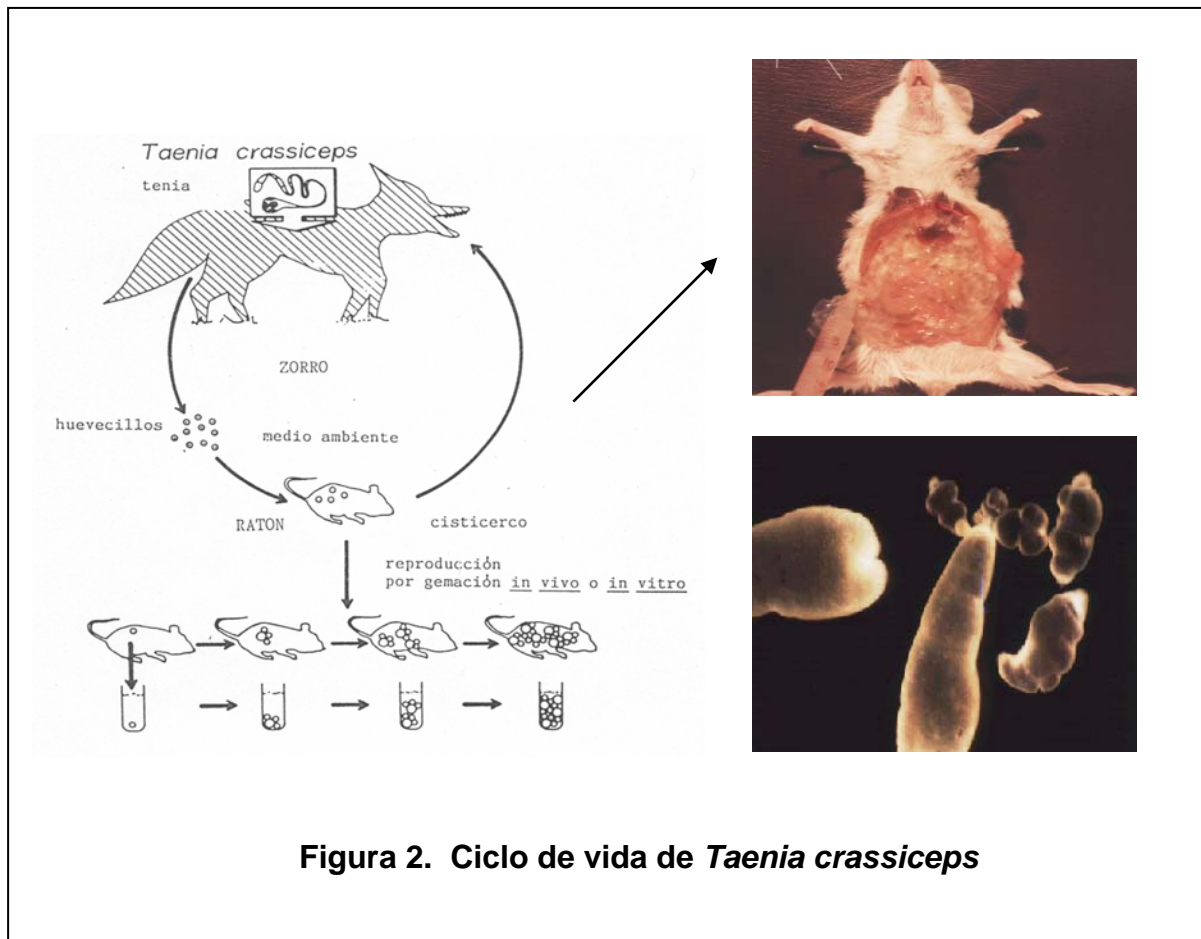 Taenia crassiceps
tenia
ZORRO
huevecillos
medio ambiente
RATON
cisticerco
reproducción
por gemación in vivo o in vitro
Figura 2. Ciclo de vida de Taenia crassiceps